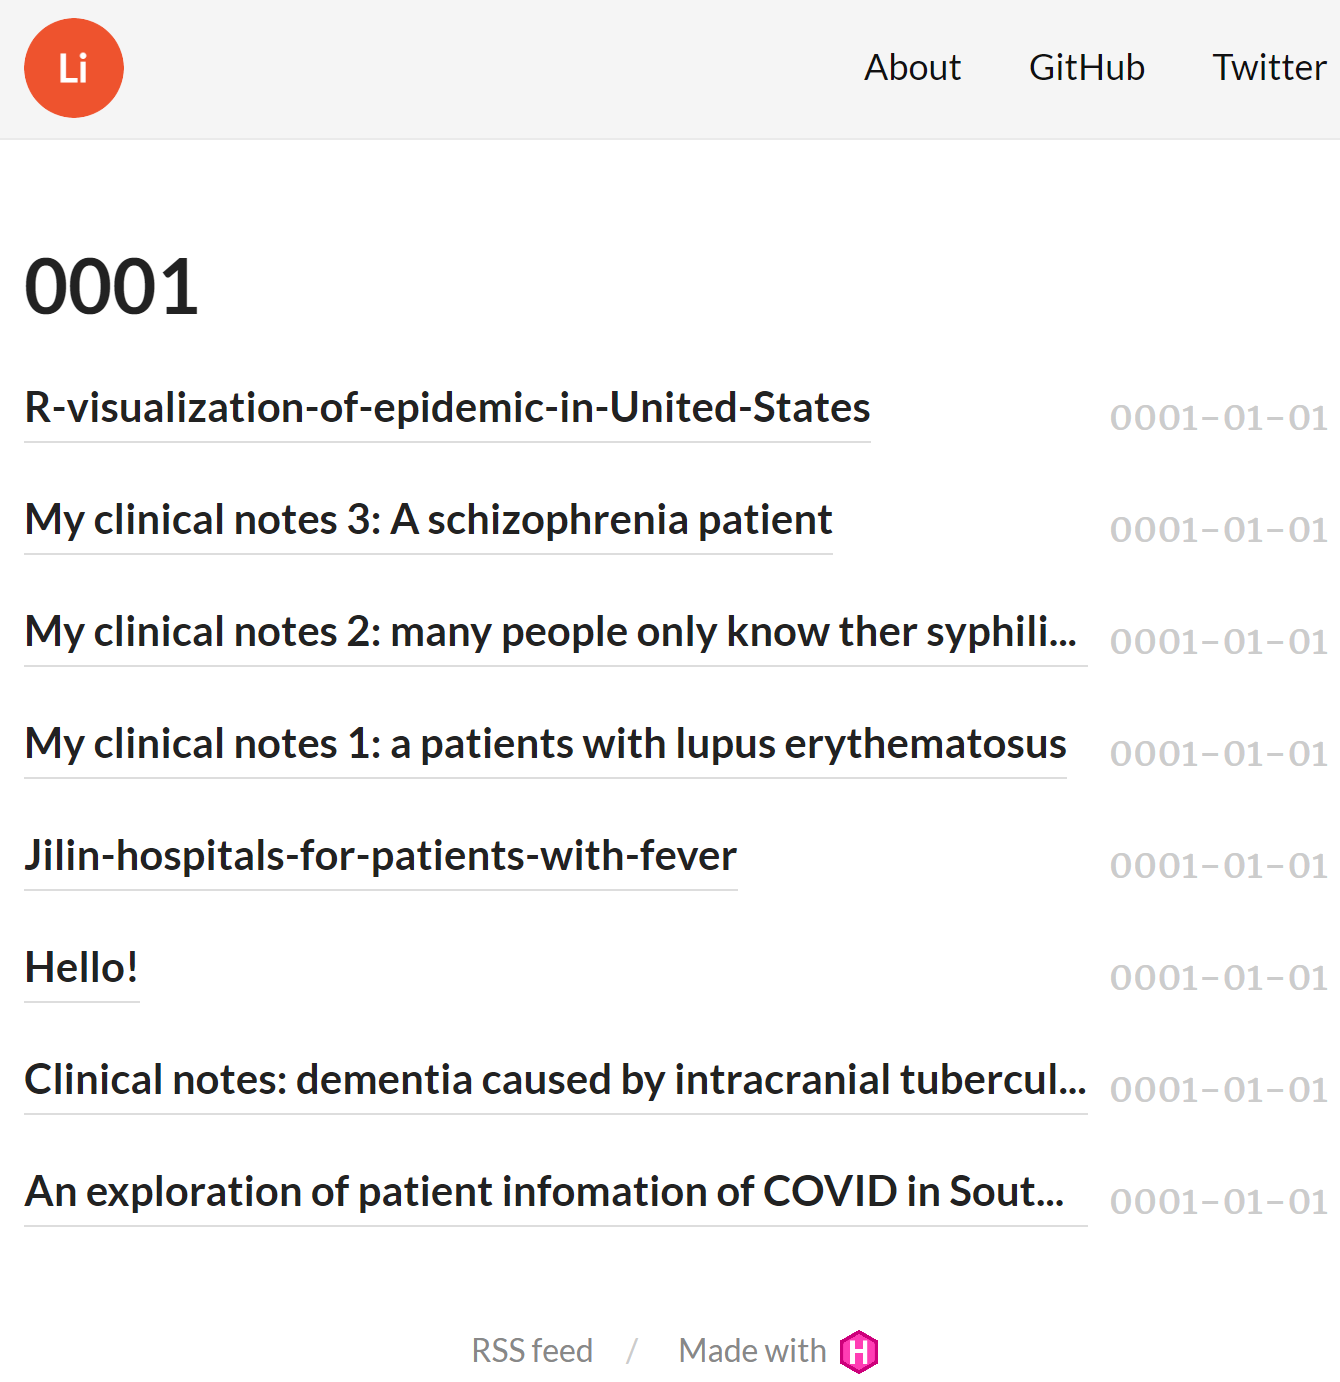 Li
About GitHub Twitter
0001
R-visualization-of-epidemic-in-United-States 0001-01-01
My clinical notes 3: A schizophrenia patient 0001-01-01
My clinical notes 2: many people only know ther syphili... 0001-01-01
My clinical notes 1: a patients with lupus erythematosus 0001-01-01
Jilin-hospitals-for-patients-with-fever 0001-01-01
Hello! 0001-01-01
Clinical notes: dementia caused by intracranial tubercul... 0001-01-01
An exploration of patient infomation of COVID in Sout... 0001-01-01
RSS feed / Made with H